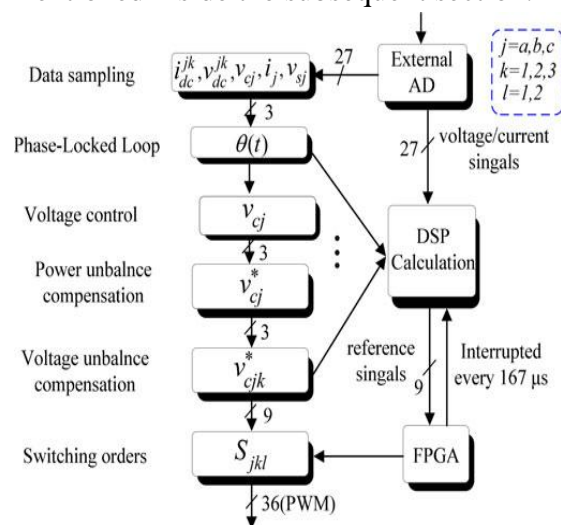 Data sampling
i_dc^jk, v_dc^jk, v_cj, i_j, v_sj
27
External
AD
j=a,b,c
k=1,2,3
l=1,2
3
Phase-Locked Loop
θ(t)
27
voltage/current
singals
Voltage control
v_cj
3
DSP
Calculation
Power unbalnce
compensation
v_cj^*
3
Voltage unbalnce
compensation
v_cjk^*
reference
singals
9
Interrupted
every 167 μs
9
Switching orders
S_jkl
FPGA
36(PWM)